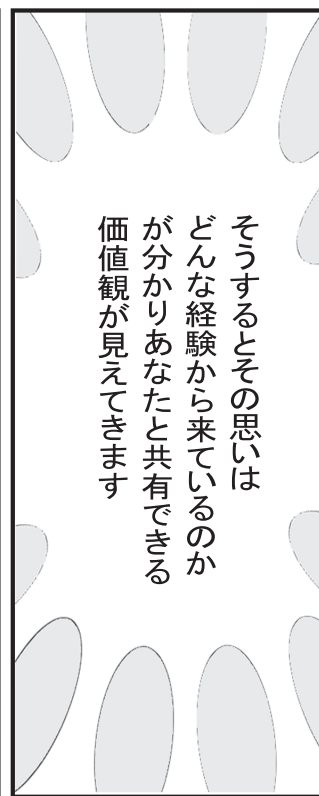 そうするとその思いは
どんな経験から来ているのか
が分かりあなたと共有できる
価値観が見えてきます